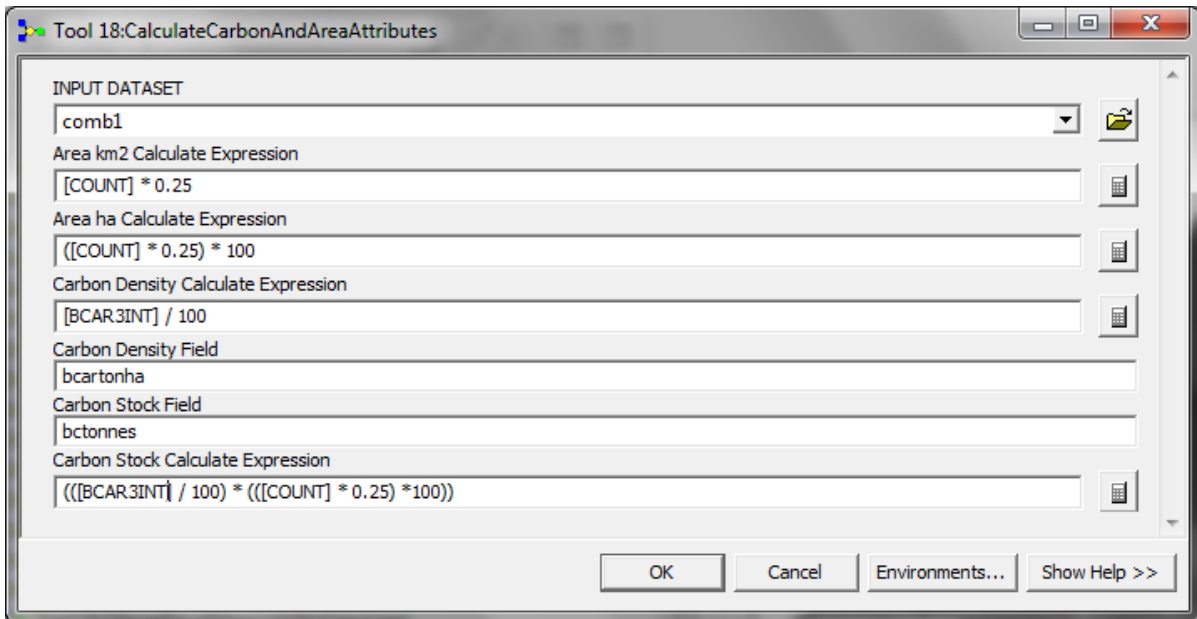 Tool 18:CalculateCarbonAndAreaAttributes
INPUT DATASET
comb1
Area km2 Calculate Expression
[COUNT] * 0.25
Area ha Calculate Expression
([COUNT] * 0.25) * 100
Carbon Density Calculate Expression
[BCAR3INT] / 100
Carbon Density Field
bcartonha
Carbon Stock Field
bctonnes
Carbon Stock Calculate Expression
(([BCAR3INT] / 100) * (([COUNT] * 0.25) *100))
OK Cancel Environments... Show Help >>